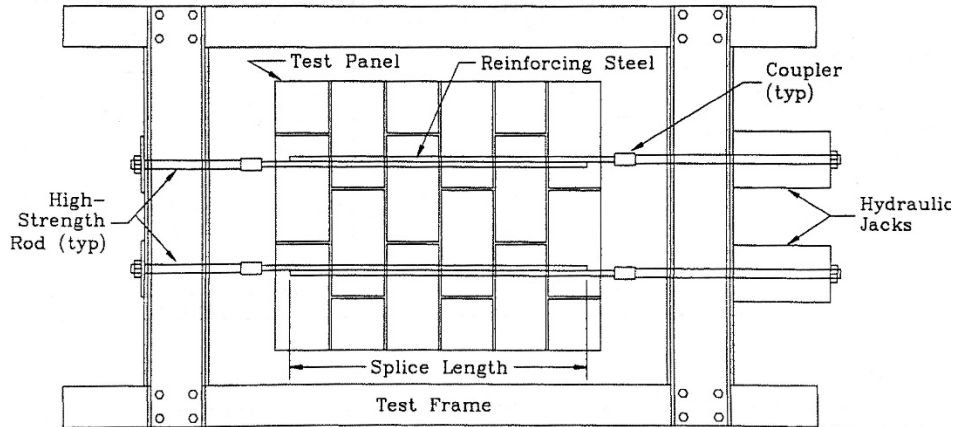 Test Panel
Reinforcing Steel
Coupler
(typ)
High-
Strength
Rod (typ)
Hydraulic
Jacks
Splice Length
Test Frame